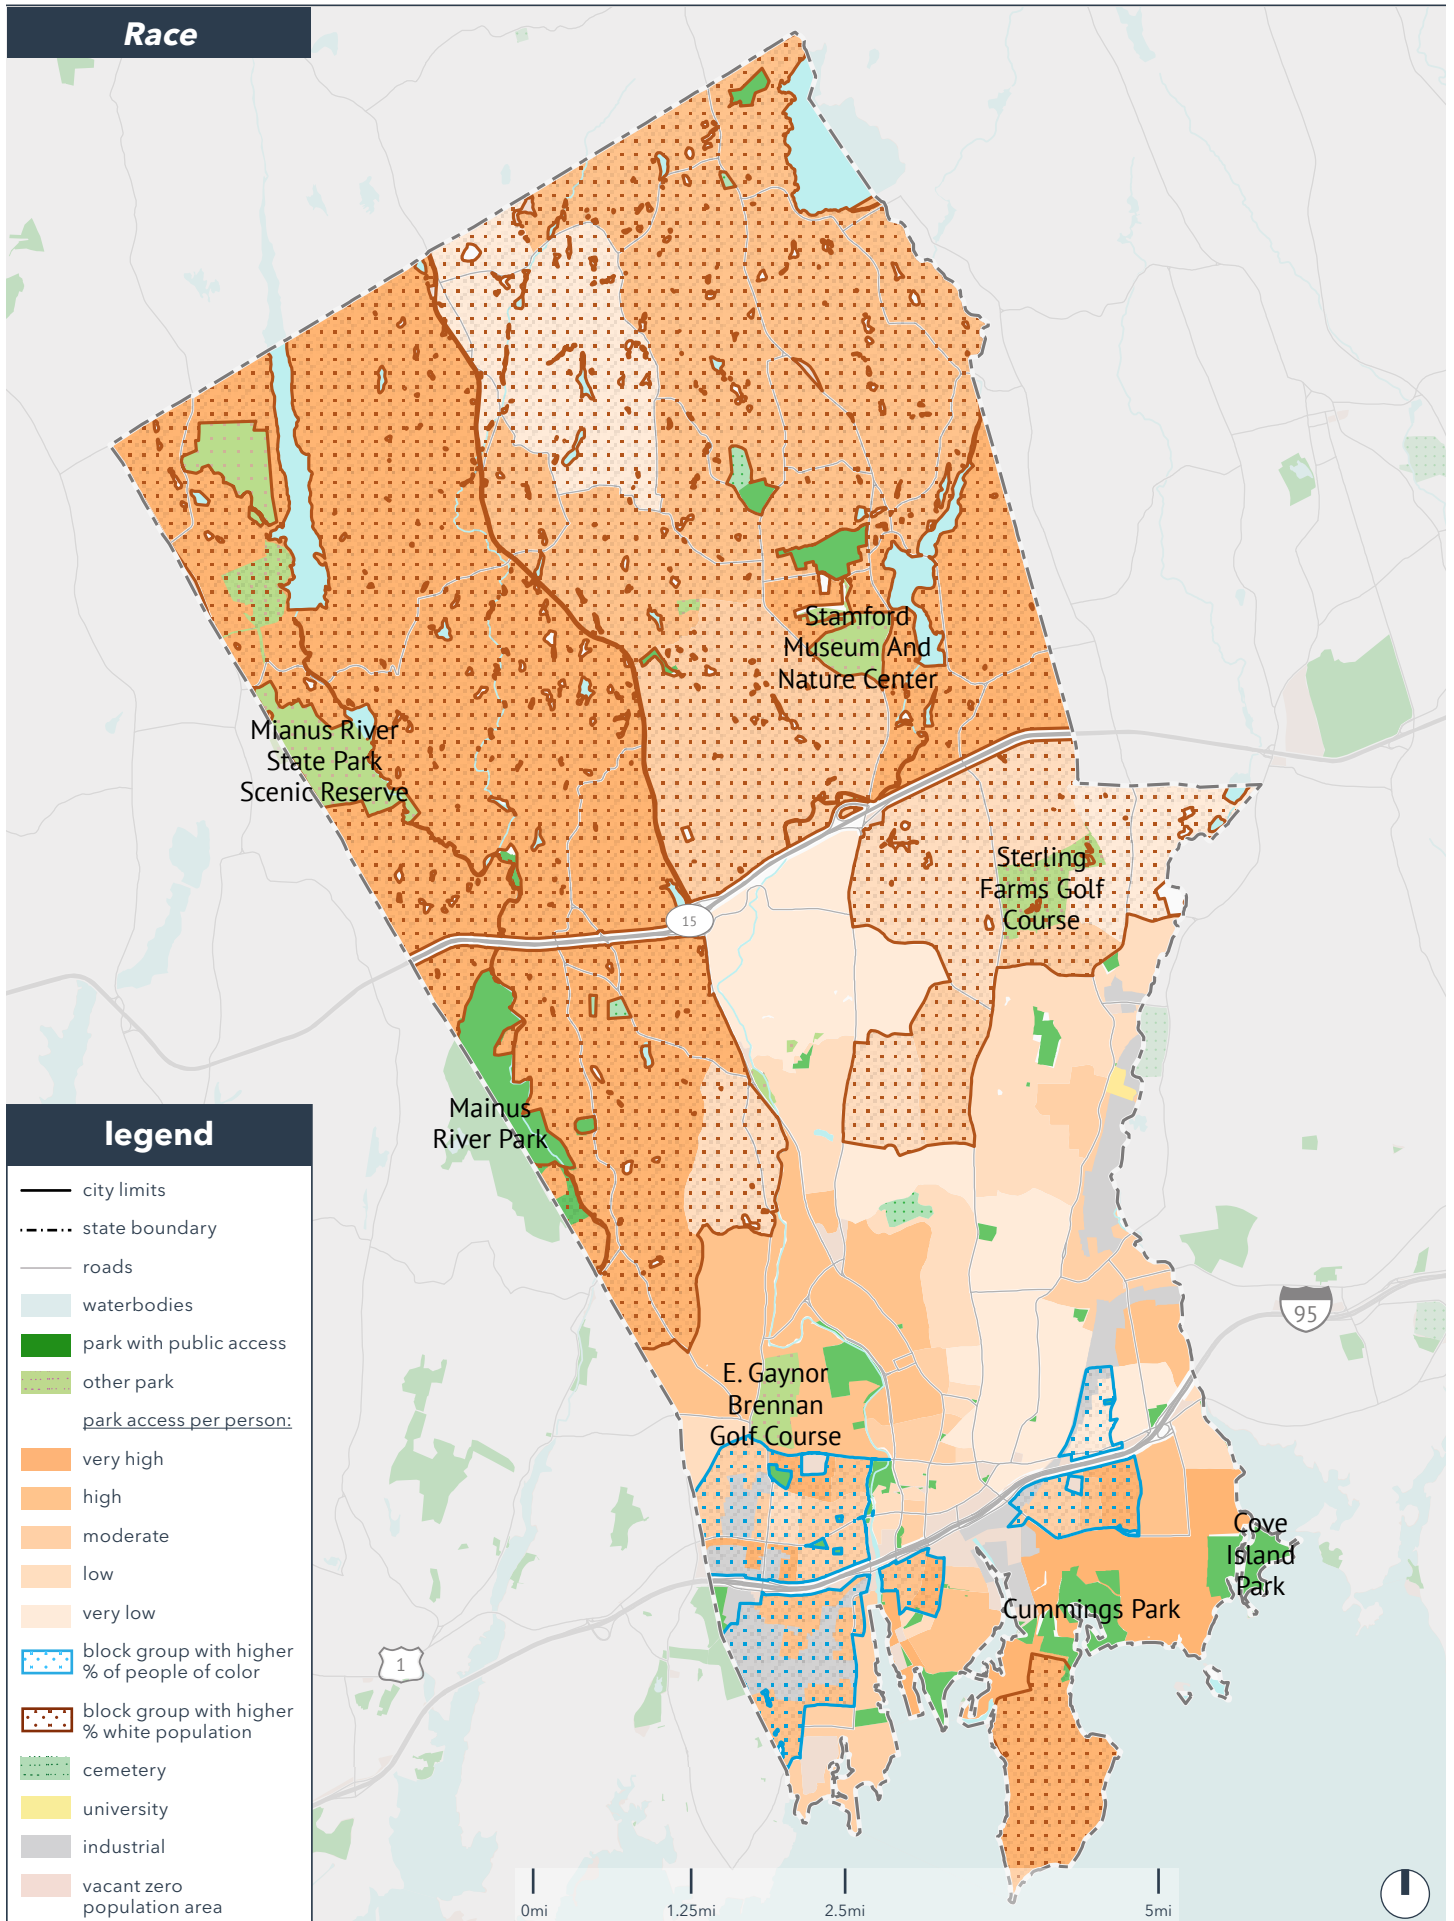 Race
Stamford
Museum And
Nature Center
Mianus River
State Park
Scenic Reserve
Sterling
Farms Golf
Course
15
Mainus
River Park
95
E. Gaynor
Brennan
Golf Course
Cove
Island
Park
Cummings Park
1
legend
city limits
state boundary
roads
waterbodies
park with public access
other park
park access per person:
very high
high
moderate
low
very low
block group with higher
% of people of color
block group with higher
% white population
cemetery
university
industrial
vacant zero
population area
0mi 1.25mi 2.5mi 5mi